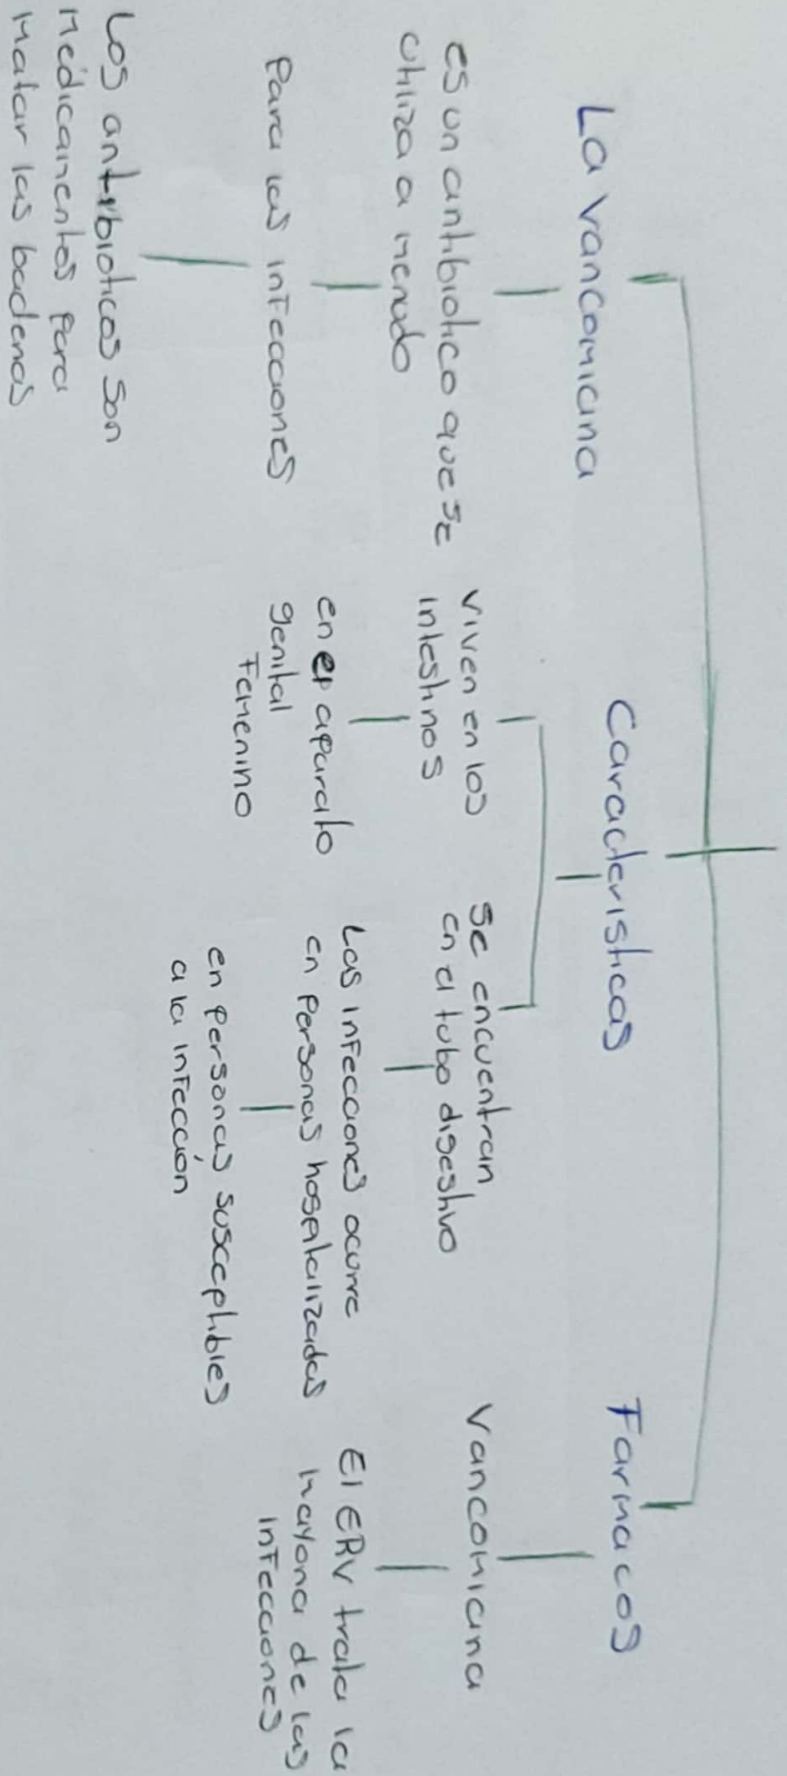 La vancomicina
es un antibiotico que se
utiliza a menudo
Para las infecciones
Los antibioticos son
medicamentos para
matar las bacterias
Caracteristicas
viven en los
intestinos
en el aparato
genital
Femenino
Se encuentran
en el tubo digestivo
Las infecciones ocurre
en personas hospitalizadas
en personas susceptibles
a la infección
Farmacos
Vancomicina
El ERV trata la
mayoria de las
infecciones